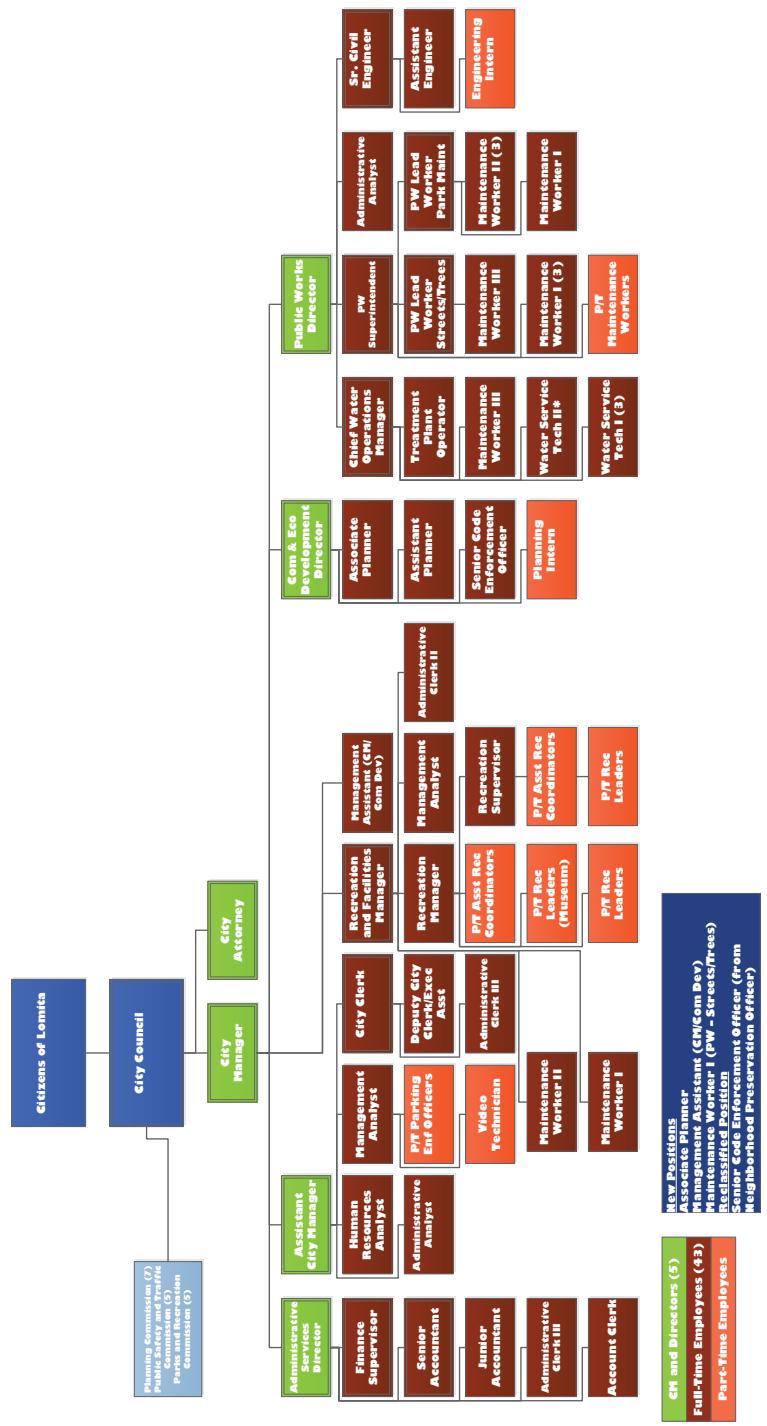 Citizens of Lomita
City Council
Planning Commission (7)
Public Safety and Traffic
Commission (5)
Parks and Recreation
Commission (5)
City
Manager
City
Attorney
Administrative
Services
Director
Assistant
City Manager
Com & Eco
Development
Director
Public Works
Director
Finance
Supervisor
Senior
Accountant
Junior
Accountant
Administrative
Clerk III
Account Clerk
Human
Resources
Analyst
Administrative
Analyst
Management
Analyst
P/T Parking
Enf Officers
Video
Technician
City Clerk
Deputy City
Clerk/Exec
Asst
Administrative
Clerk III
Maintenance
Worker II
Maintenance
Worker I
Recreation
and Facilities
Manager
Recreation
Manager
P/T Asst Rec
Coordinators
P/T Rec
Leaders
(Museum)
P/T Rec
Leaders
Management
Assistant (CM/
Com Dev)
Management
Analyst
Recreation
Supervisor
P/T Asst Rec
Coordinators
P/T Rec
Leaders
Administrative
Clerk II
Associate
Planner
Assistant
Planner
Senior Code
Enforcement
Officer
Planning
Intern
Chief Water
Operations
Manager
Treatment
Plant
Operator
Maintenance
Worker III
Water Service
Tech II*
Water Service
Tech I (3)
PW
Superintendent
PW Lead
Worker
Streets/Trees
Maintenance
Worker III
Maintenance
Worker I (3)
P/T
Maintenance
Workers
Administrative
Analyst
PW Lead
Worker
Park Maint
Maintenance
Worker II (3)
Maintenance
Worker I
Sr. Civil
Engineer
Assistant
Engineer
Engineering
Intern
CM and Directors (5)
Full-Time Employees (43)
Part-Time Employees
New Positions
Associate Planner
Management Assistant (CM/Com Dev)
Maintenance Worker I (PW – Streets/Trees)
Reclassified Position
Senior Code Enforcement Officer (from
Neighborhood Preservation Officer)